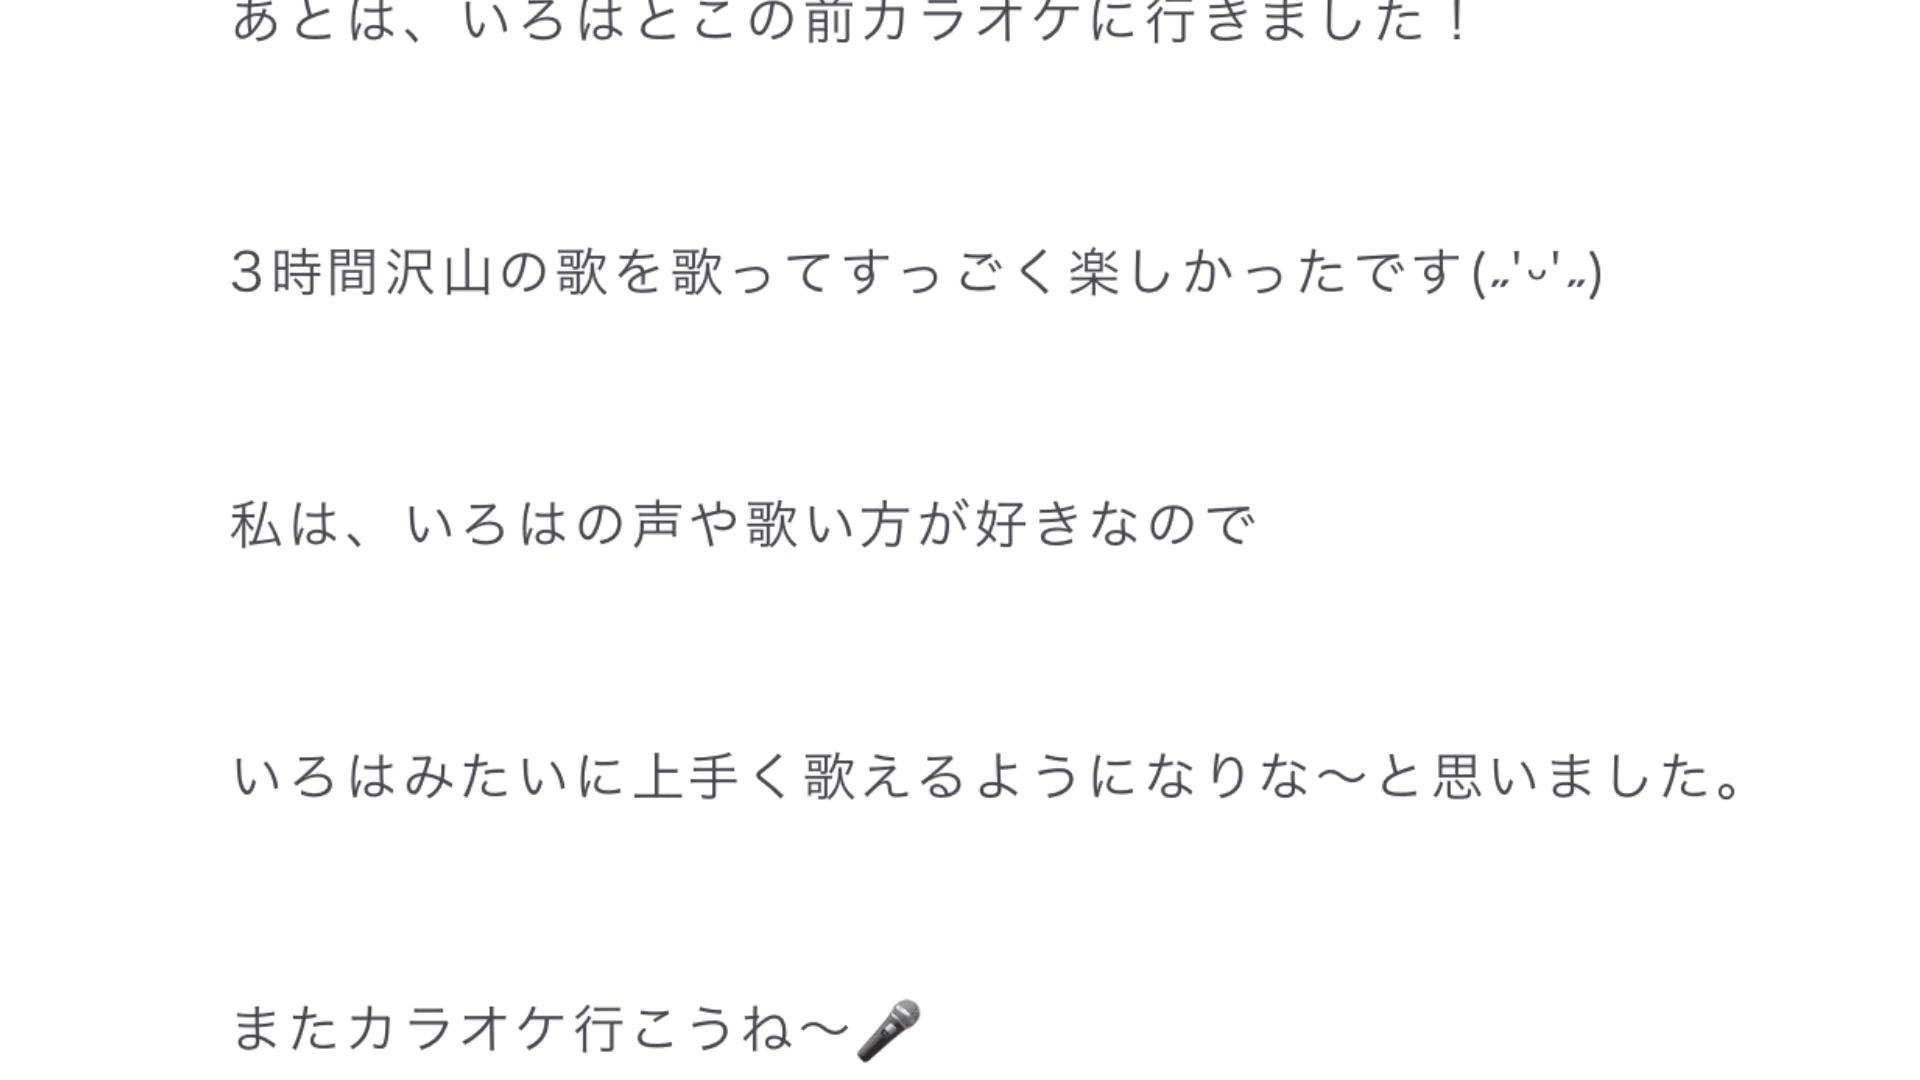 あとは、いろはとこの前カラオケに行きました！
3時間沢山の歌を歌ってすっごく楽しかったです(˶'ᵕ'˶)
私は、いろはの声や歌い方が好きなので
いろはみたいに上手く歌えるようになりな〜と思いました。
またカラオケ行こうね〜🎤